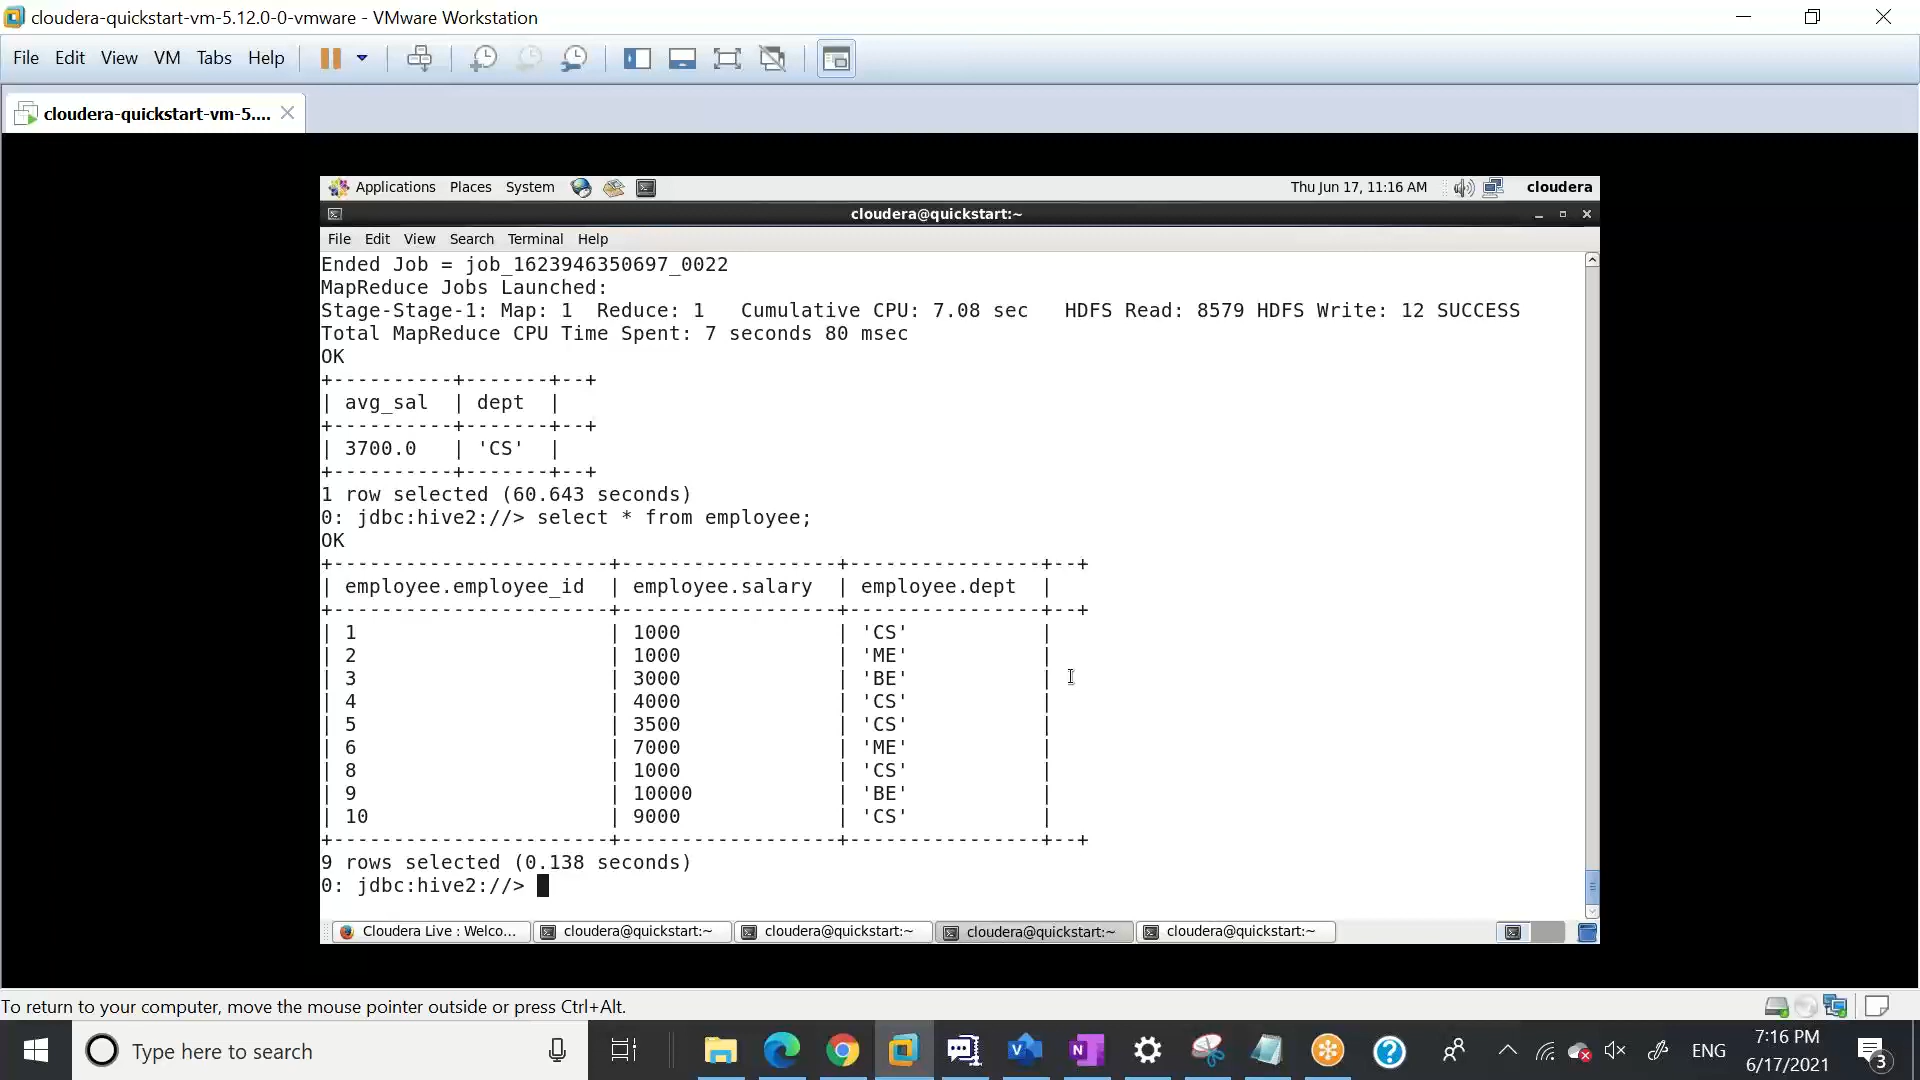 cloudera-quickstart-vm-5.12.0-0-vmware - VMware Workstation
File Edit View VM Tabs Help
cloudera-quickstart-vm-5....
Applications Places System Thu Jun 17, 11:16 AM cloudera
cloudera@quickstart:~
File Edit View Search Terminal Help
Ended Job = job_1623946350697_0022
MapReduce Jobs Launched:
Stage-Stage-1: Map: 1  Reduce: 1   Cumulative CPU: 7.08 sec   HDFS Read: 8579 HDFS Write: 12 SUCCESS
Total MapReduce CPU Time Spent: 7 seconds 80 msec
OK
+----------+-------+--+
| avg_sal  | dept  |
+----------+-------+--+
| 3700.0   | 'CS'  |
+----------+-------+--+
1 row selected (60.643 seconds)
0: jdbc:hive2://> select * from employee;
OK
+-----------------------+------------------+----------------+--+
| employee.employee_id  | employee.salary  | employee.dept  |
+-----------------------+------------------+----------------+--+
| 1                     | 1000             | 'CS'           |
| 2                     | 1000             | 'ME'           |
| 3                     | 3000             | 'BE'           |
| 4                     | 4000             | 'CS'           |
| 5                     | 3500             | 'CS'           |
| 6                     | 7000             | 'ME'           |
| 8                     | 1000             | 'CS'           |
| 9                     | 10000            | 'BE'           |
| 10                    | 9000             | 'CS'           |
+-----------------------+------------------+----------------+--+
9 rows selected (0.138 seconds)
0: jdbc:hive2://>
Cloudera Live : Welco... cloudera@quickstart:~ cloudera@quickstart:~ cloudera@quickstart:~ cloudera@quickstart:~
To return to your computer, move the mouse pointer outside or press Ctrl+Alt.
Type here to search
ENG
7:16 PM
6/17/2021
3